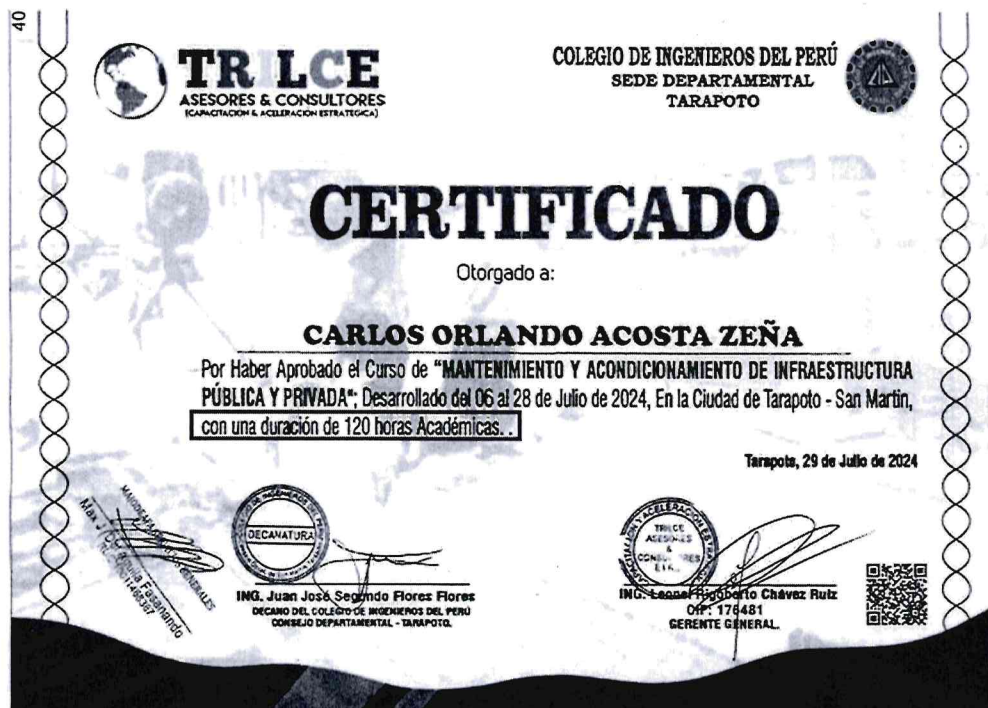 40
TRILCE
ASESORES & CONSULTORES
(CAPACITACION & ACELERACION ESTRATEGICA)
COLEGIO DE INGENIEROS DEL PERÚ
SEDE DEPARTAMENTAL
TARAPOTO
CERTIFICADO
Otorgado a:
CARLOS ORLANDO ACOSTA ZEÑA
Por Haber Aprobado el Curso de "MANTENIMIENTO Y ACONDICIONAMIENTO DE INFRAESTRUCTURA
PÚBLICA Y PRIVADA"; Desarrollado del 06 al 28 de Julio de 2024, En la Ciudad de Tarapoto - San Martin,
con una duración de 120 horas Académicas. .
Tarapoto, 29 de Julio de 2024
GENERALES
Max J
Fasanando
DECANATURA
ING. Juan José Segundo Flores Flores
DECANO DEL COLEGIO DE INGENIEROS DEL PERÚ
CONSEJO DEPARTAMENTAL - TARAPOTO.
TRILCE
ASESORES
&
ING. Leonel Rigoberto Chávez Ruiz
CIP: 176481
GERENTE GENERAL.